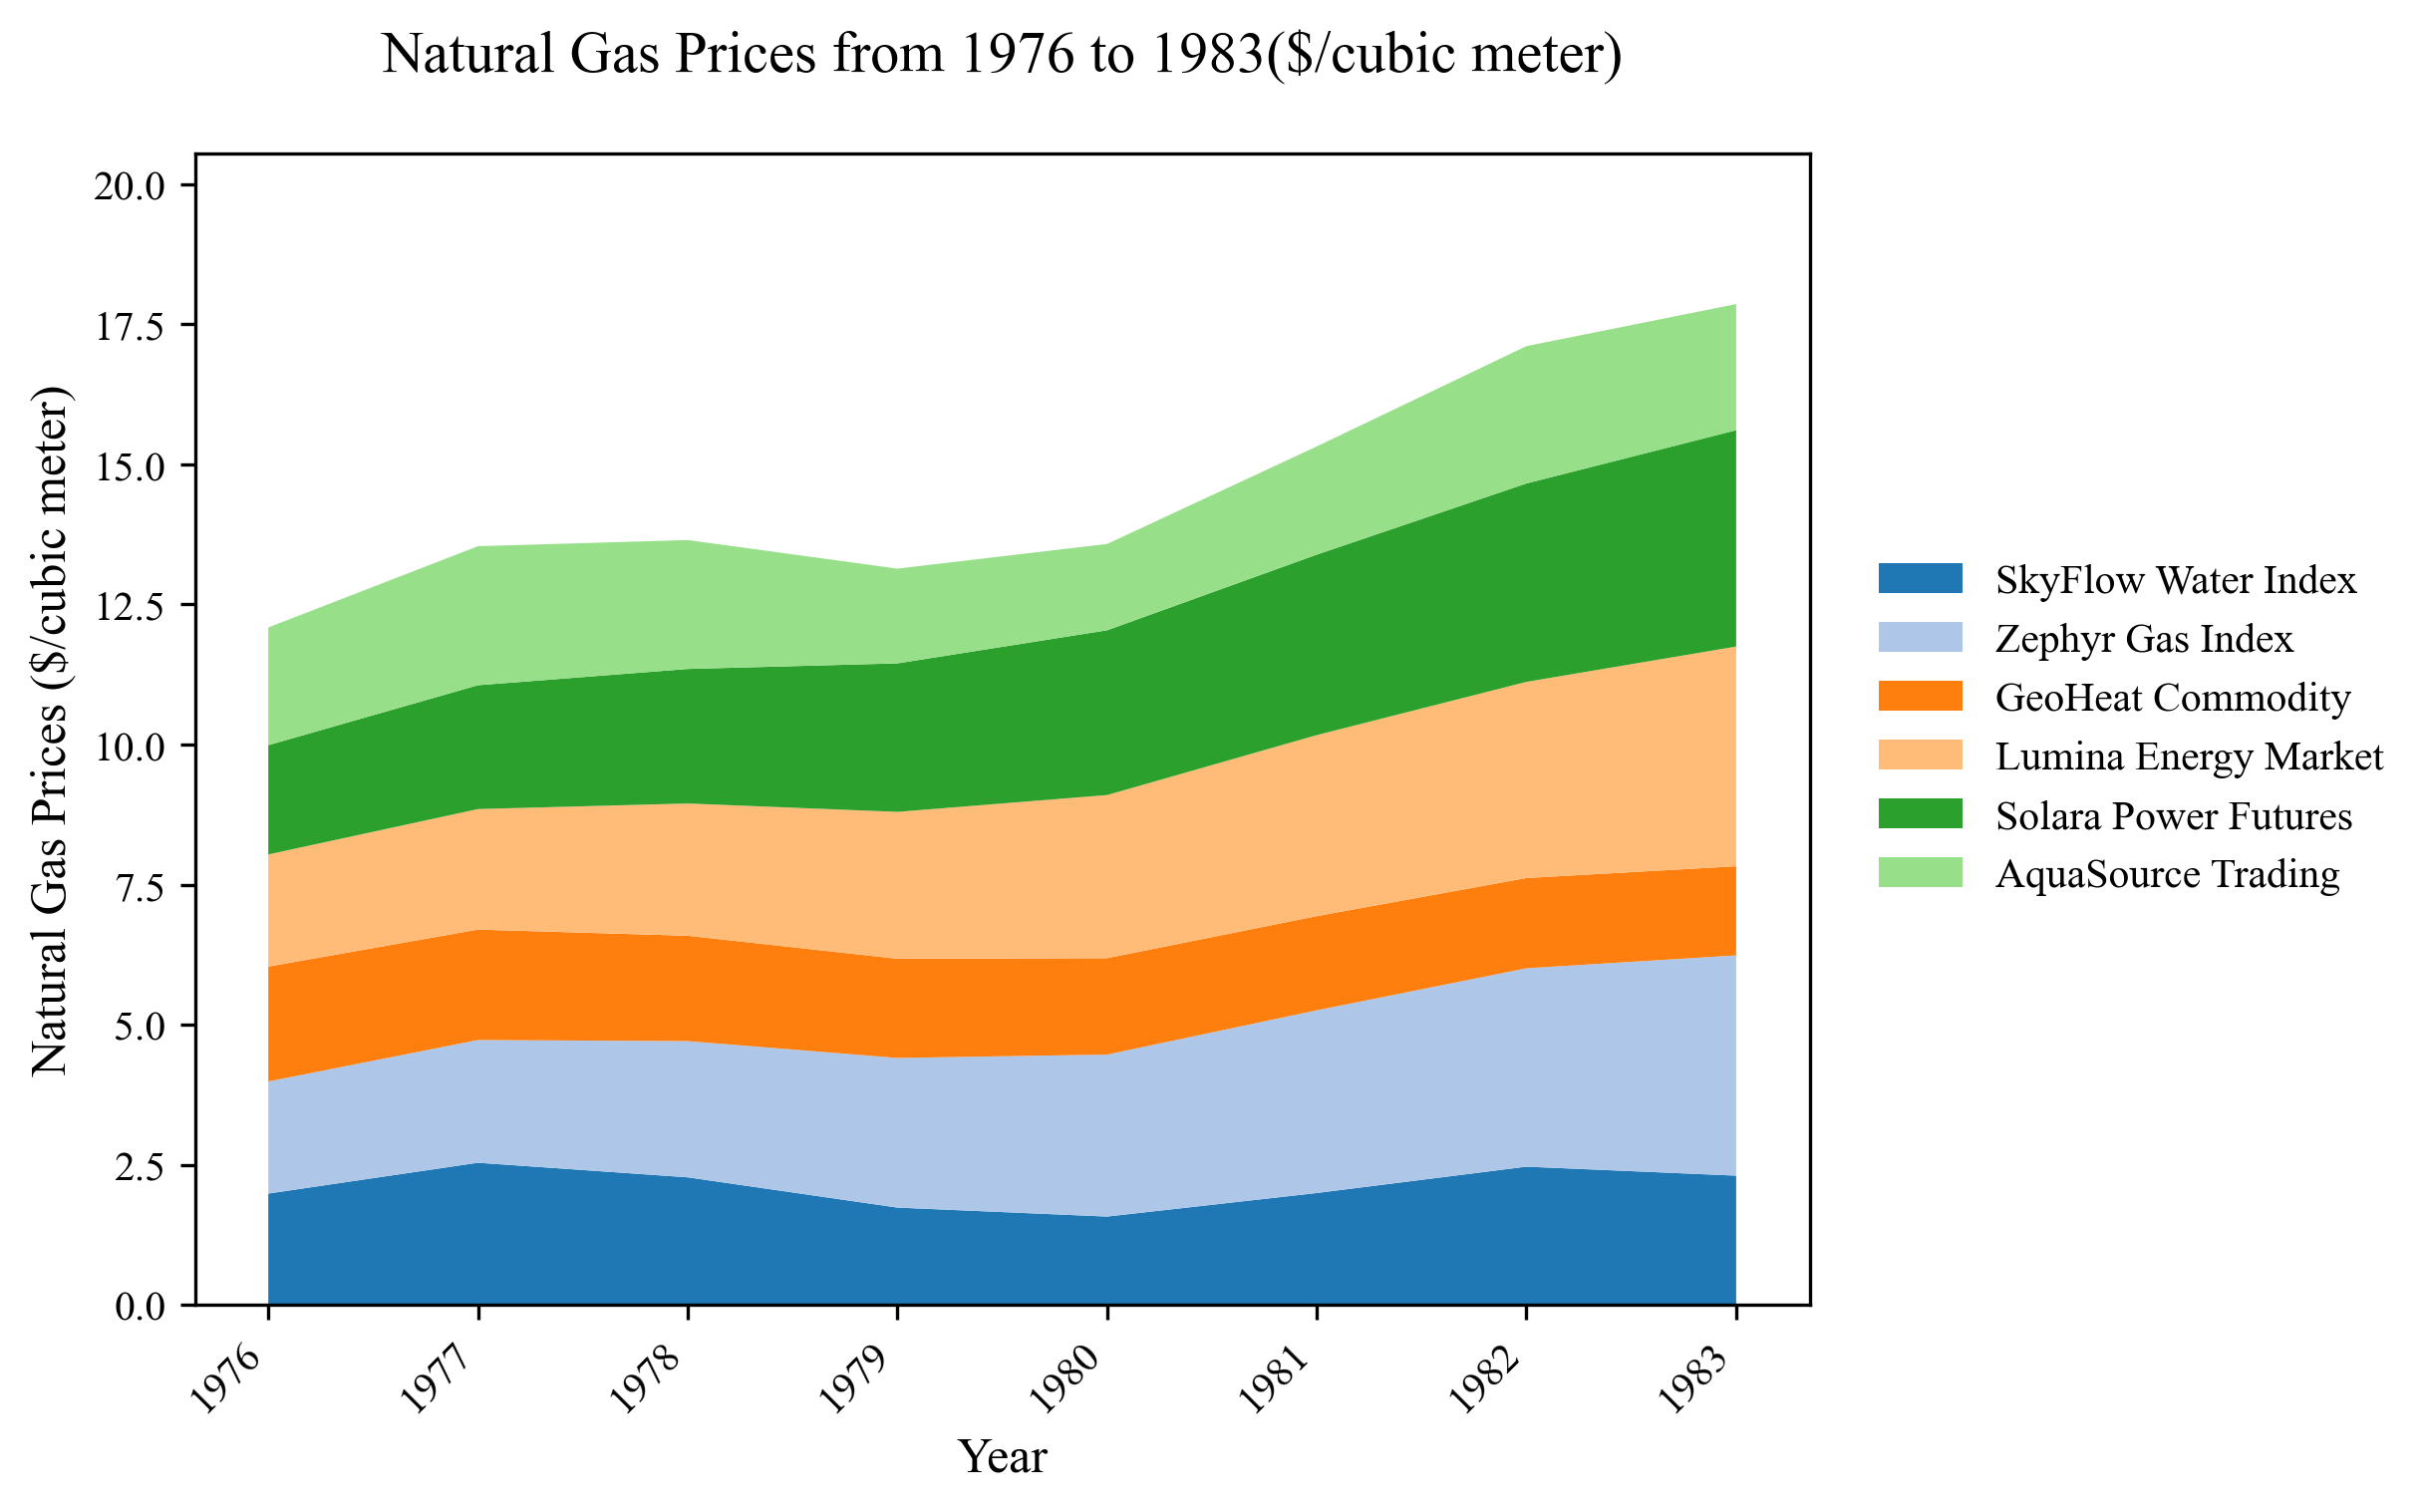 Natural Gas Prices from 1976 to 1983($/cubic meter)
Natural Gas Prices ($/cubic meter)
20.0
17.5
15.0
12.5
10.0
7.5
5.0
2.5
0.0
1976
1977
1978
1979
1980
1981
1982
1983
Year
SkyFlow Water Index
Zephyr Gas Index
GeoHeat Commodity
Lumina Energy Market
Solara Power Futures
AquaSource Trading